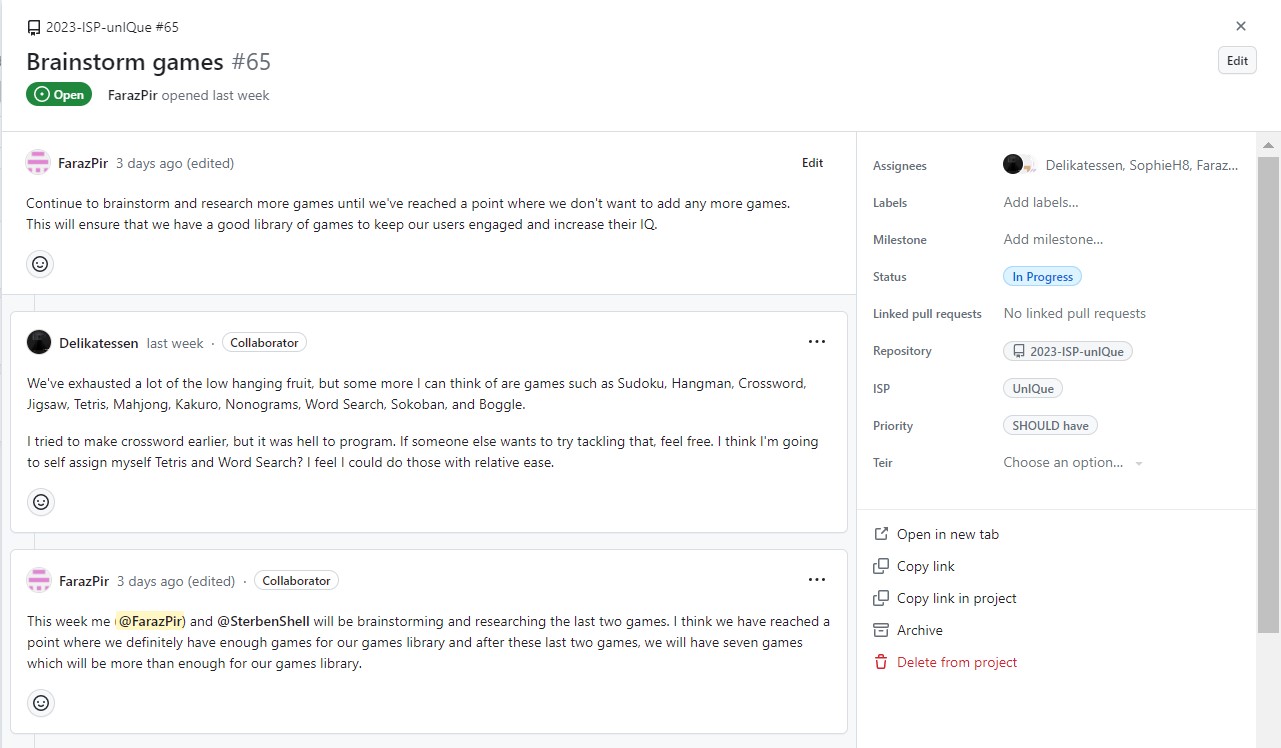 2023-ISP-unIQue #65
Brainstorm games #65
Edit
Open FarazPir opened last week
FarazPir 3 days ago (edited)
Edit
Continue to brainstorm and research more games until we've reached a point where we don't want to add any more games.
This will ensure that we have a good library of games to keep our users engaged and increase their IQ.
Delikatessen last week · Collaborator
We've exhausted a lot of the low hanging fruit, but some more I can think of are games such as Sudoku, Hangman, Crossword,
Jigsaw, Tetris, Mahjong, Kakuro, Nonograms, Word Search, Sokoban, and Boggle.
I tried to make crossword earlier, but it was hell to program. If someone else wants to try tackling that, feel free. I think I'm going
to self assign myself Tetris and Word Search? I feel I could do those with relative ease.
FarazPir 3 days ago (edited) · Collaborator
This week me (@FarazPir) and @SterbenShell will be brainstorming and researching the last two games. I think we have reached a
point where we definitely have enough games for our games library and after these last two games, we will have seven games
which will be more than enough for our games library.
Assignees Delikatessen, SophieH8, Faraz...
Labels Add labels...
Milestone Add milestone...
Status In Progress
Linked pull requests No linked pull requests
Repository 2023-ISP-unIQue
ISP UnIQue
Priority SHOULD have
Teir Choose an option...
Open in new tab
Copy link
Copy link in project
Archive
Delete from project